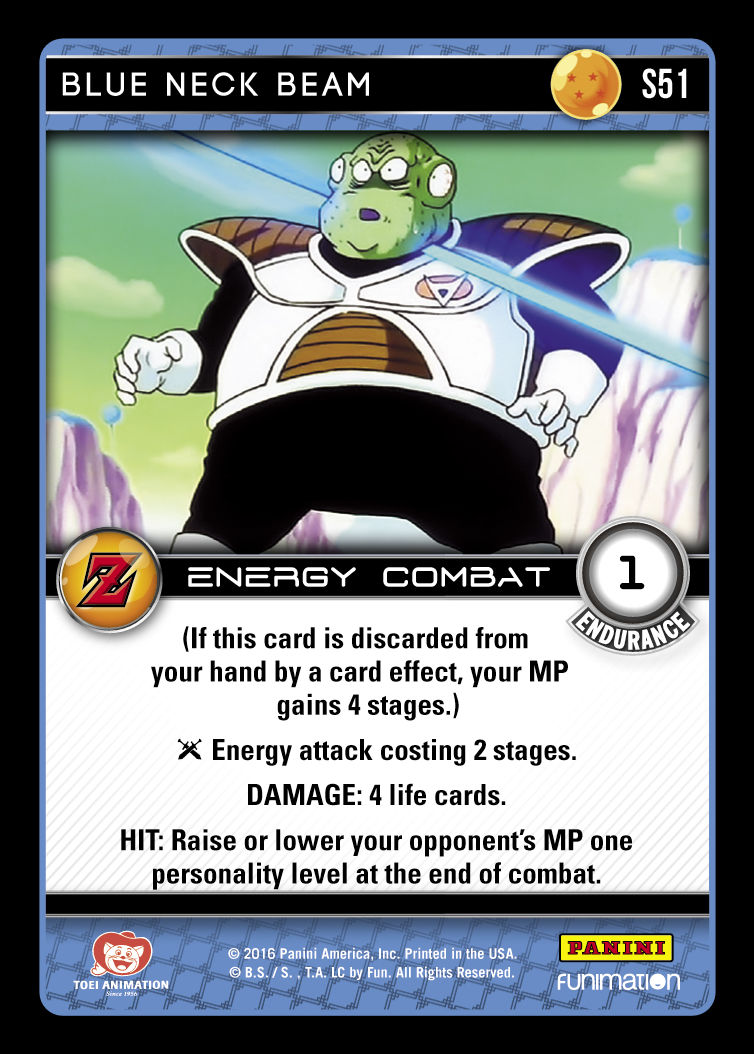 BLUE NECK BEAM
S51
Z
ENERGY COMBAT
1
ENDURANCE
(If this card is discarded from
your hand by a card effect, your MP
gains 4 stages.)
Energy attack costing 2 stages.
DAMAGE: 4 life cards.
HIT: Raise or lower your opponent's MP one
personality level at the end of combat.
TOEI ANIMATION
Since 1956
© 2016 Panini America, Inc. Printed in the USA.
© B.S. / S. , T.A. LC by Fun. All Rights Reserved.
PANINI
FUNIMATION